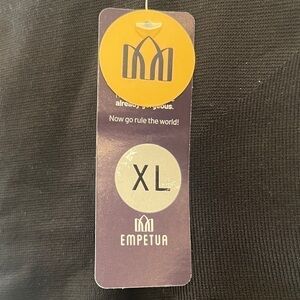 already gorgeous.
Now go rule the world!
XL
EMPETUA